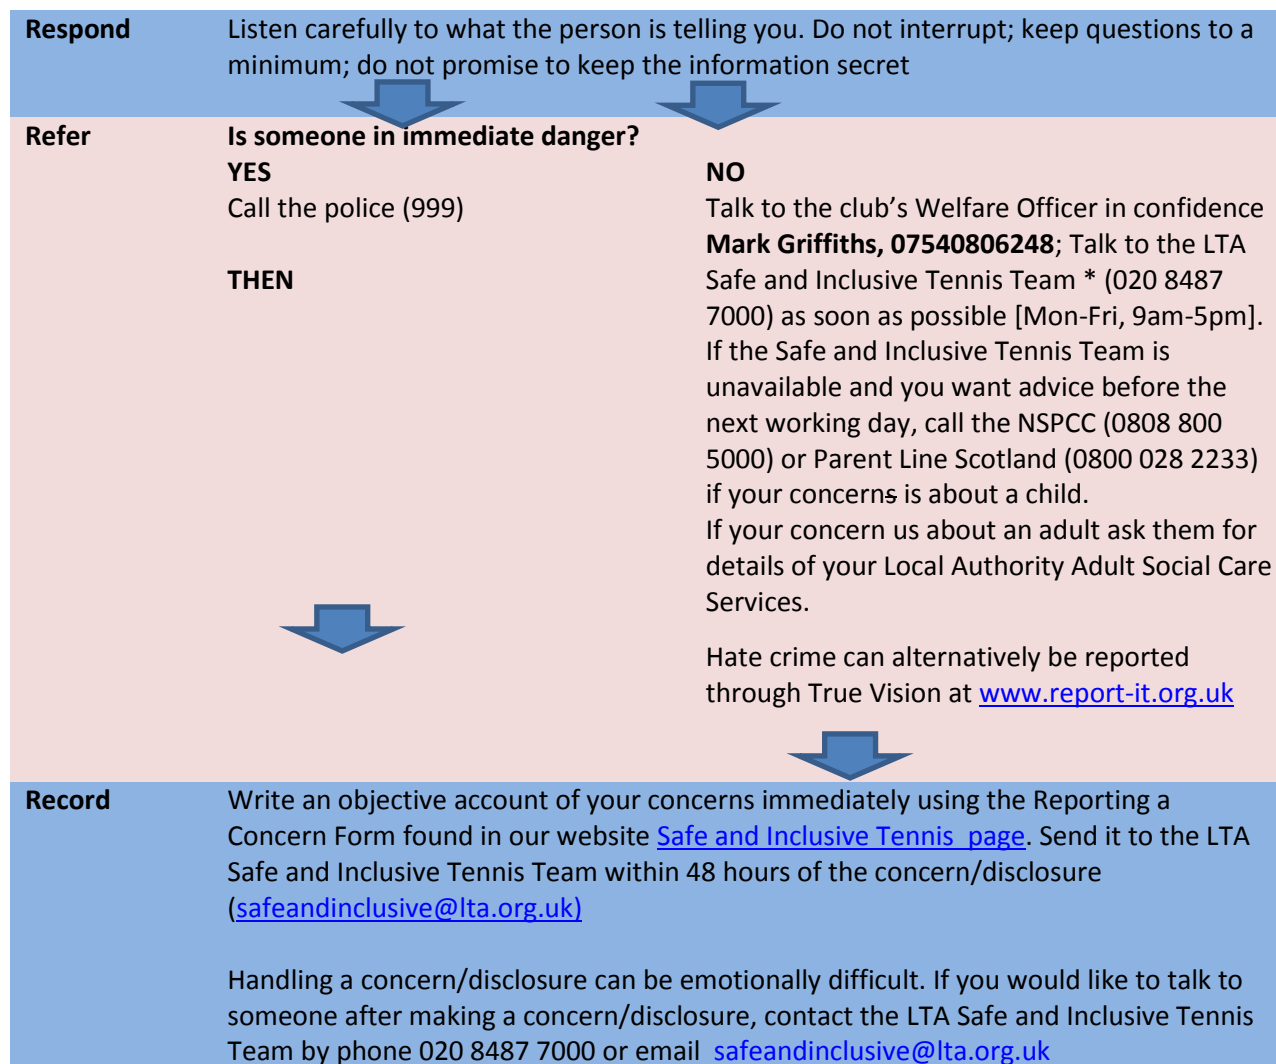 Respond Listen carefully to what the person is telling you. Do not interrupt; keep questions to a
minimum; do not promise to keep the information secret
Refer Is someone in immediate danger?
YES
Call the police (999)
THEN
NO
Talk to the club’s Welfare Officer in confidence
Mark Griffiths, 07540806248; Talk to the LTA
Safe and Inclusive Tennis Team * (020 8487
7000) as soon as possible [Mon-Fri, 9am-5pm].
If the Safe and Inclusive Tennis Team is
unavailable and you want advice before the
next working day, call the NSPCC (0808 800
5000) or Parent Line Scotland (0800 028 2233)
if your concerns is about a child.
If your concern us about an adult ask them for
details of your Local Authority Adult Social Care
Services.
Hate crime can alternatively be reported
through True Vision at www.report-it.org.uk
Record Write an objective account of your concerns immediately using the Reporting a
Concern Form found in our website Safe and Inclusive Tennis page. Send it to the LTA
Safe and Inclusive Tennis Team within 48 hours of the concern/disclosure
(safeandinclusive@lta.org.uk)
Handling a concern/disclosure can be emotionally difficult. If you would like to talk to
someone after making a concern/disclosure, contact the LTA Safe and Inclusive Tennis
Team by phone 020 8487 7000 or email safeandinclusive@lta.org.uk